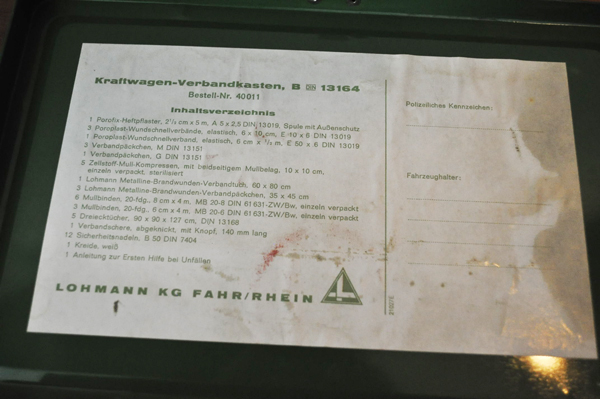 Kraftwagen-Verbandkasten, B DIN 13164
Bestell-Nr. 40011
Inhaltsverzeichnis
1 Porofix-Heftpflaster, 2½ cm x 5 m, A 5 x 2,5 DIN 13019, Spule mit Außenschutz
3 Poroplast-Wundschnellverbände, elastisch, 6 x 10 cm, E 10 x 6 DIN 13019
1 Poroplast-Wundschnellverband, elastisch, 6 cm x ½ m, E 50 x 6 DIN 13019
3 Verbandpäckchen, M DIN 13151
1 Verbandpäckchen, G DIN 13151
5 Zellstoff-Mull-Kompressen, mit beidseitigem Mullbelag, 10 x 10 cm,
einzeln verpackt, sterilisiert
1 Lohmann Metalline-Brandwunden-Verbandtuch, 60 x 80 cm
3 Lohmann Metalline-Brandwunden-Verbandpäckchen, 35 x 45 cm
6 Mullbinden, 20-fdg., 8 cm x 4 m, MB 20-8 DIN 61631-ZW/Bw, einzeln verpackt
3 Mullbinden, 20-fdg., 6 cm x 4 m, MB 20-6 DIN 61631-ZW/Bw, einzeln verpackt
5 Dreiecktücher, 90 x 90 x 127 cm, DIN 13168
1 Verbandschere, abgeknickt, mit Knopf, 140 mm lang
12 Sicherheitsnadeln, B 50 DIN 7404
1 Kreide, weiß
1 Anleitung zur Ersten Hilfe bei Unfällen
LOHMANN KG FAHR/RHEIN
Polizeiliches Kennzeichen:
Fahrzeughalter: